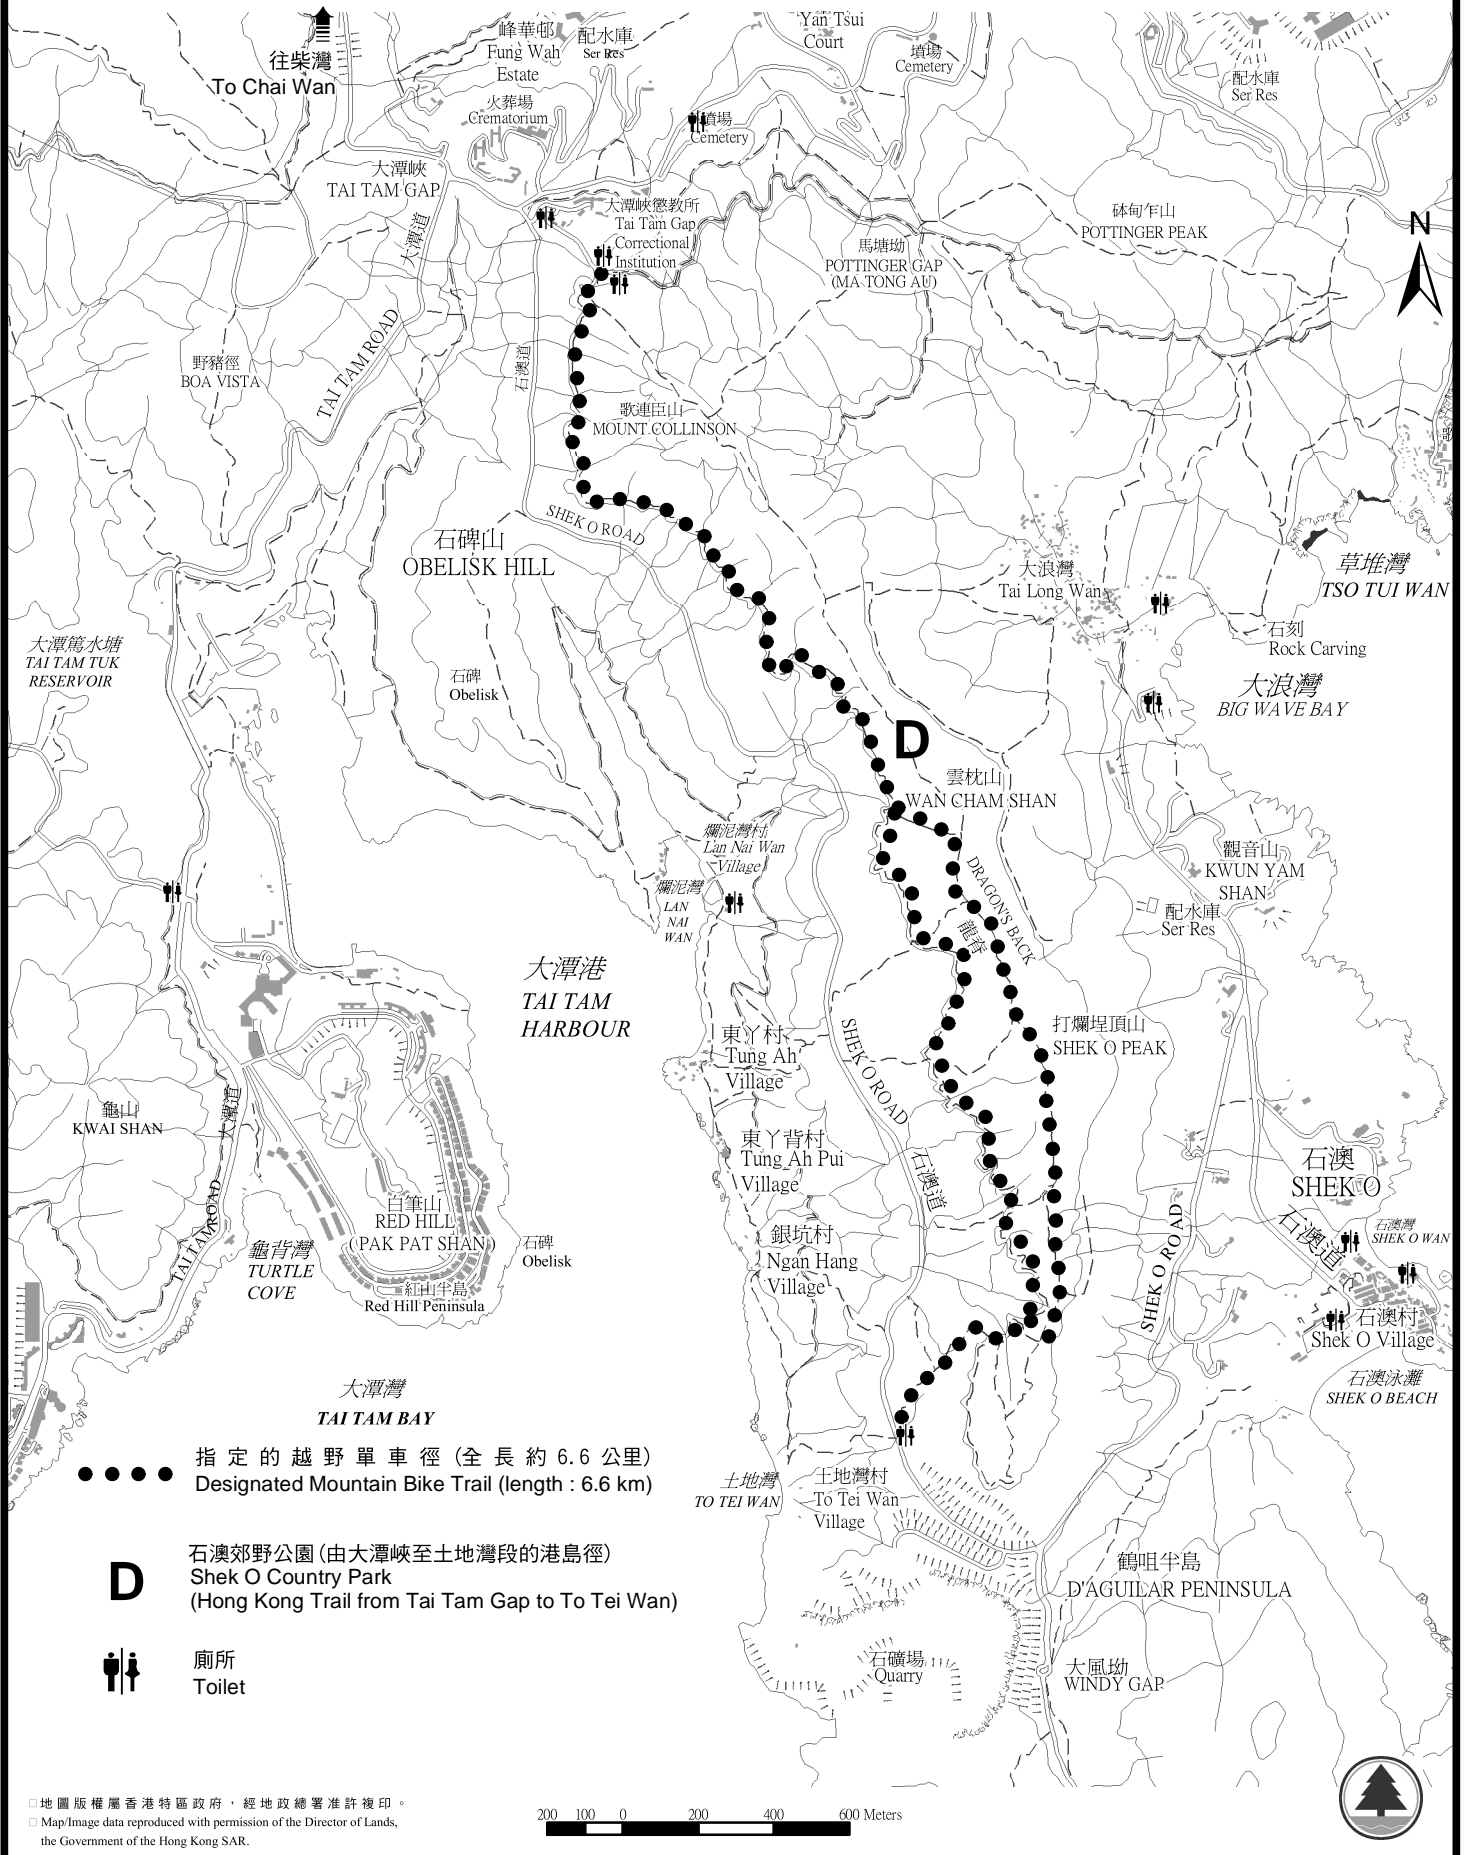 往柴灣
To Chai Wan
峰華邨
Fung Wah
Estate
配水庫
Ser Res
Yan Tsui
Court
墳場
Cemetery
配水庫
Ser Res
火葬場
Crematorium
墳場
Cemetery
大潭峽
TAI TAM GAP
大潭道
大潭峽懲教所
Tai Tam Gap
Correctional
Institution
砵甸乍山
POTTINGER PEAK
N
馬塘坳
POTTINGER GAP
(MA TONG AU)
野豬徑
BOA VISTA
TAI TAM ROAD
石澳道
歌連臣山
MOUNT COLLINSON
SHEK O ROAD
石碑山
OBELISK HILL
大浪灣
Tai Long Wan
草堆灣
TSO TUI WAN
石刻
Rock Carving
大潭篤水塘
TAI TAM TUK
RESERVOIR
石碑
Obelisk
大浪灣
BIG WAVE BAY
D
雲枕山
WAN CHAM SHAN
爛泥灣村
Lan Nai Wan
Village
爛泥灣
LAN
NAI
WAN
DRAGON'S BACK
龍脊
觀音山
KWUN YAM
SHAN
配水庫
Ser Res
大潭港
TAI TAM
HARBOUR
東丫村
Tung Ah
Village
SHEK O ROAD
打爛埕頂山
SHEK O PEAK
龜山
KWAI SHAN
大潭道
東丫背村
Tung Ah Pui
Village
石澳道
石澳
SHEK O
TAI TAM ROAD
白筆山
RED HILL
(PAK PAT SHAN)
石碑
Obelisk
龜背灣
TURTLE
COVE
紅山半島
Red Hill Peninsula
銀坑村
Ngan Hang
Village
SHEK O ROAD
石澳道
石澳灣
SHEK O WAN
石澳村
Shek O Village
石澳泳灘
SHEK O BEACH
大潭灣
TAI TAM BAY
指定的越野單車徑(全長約6.6公里)
Designated Mountain Bike Trail (length : 6.6 km)
土地灣
TO TEI WAN
土地灣村
To Tei Wan
Village
D
石澳郊野公園(由大潭峽至土地灣段的港島徑)
Shek O Country Park
(Hong Kong Trail from Tai Tam Gap to To Tei Wan)
鶴咀半島
D'AGUILAR PENINSULA
廁所
Toilet
石礦場
Quarry
大風坳
WINDY GAP
地圖版權屬香港特區政府，經地政總署准許複印。
Map/Image data reproduced with permission of the Director of Lands,
the Government of the Hong Kong SAR.
200 100 0 200 400 600 Meters